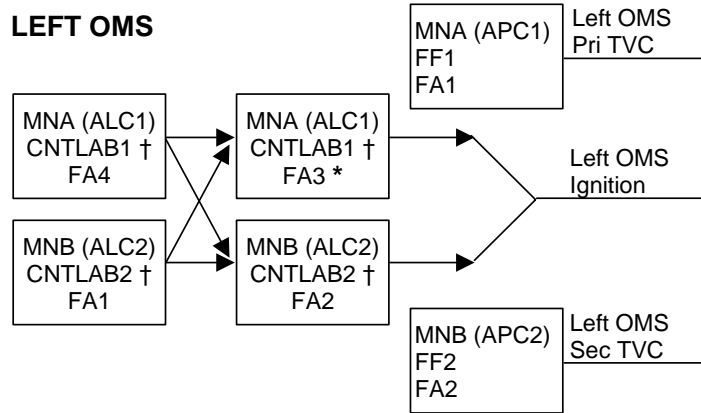 LEFT OMS
MNA (APC1)
FF1
FA1
Left OMS
Pri TVC
MNA (ALC1)
CNTLAB1 †
FA4
MNA (ALC1)
CNTLAB1 †
FA3 *
Left OMS
Ignition
MNB (ALC2)
CNTLAB2 †
FA1
MNB (ALC2)
CNTLAB2 †
FA2
MNB (APC2)
FF2
FA2
Left OMS
Sec TVC